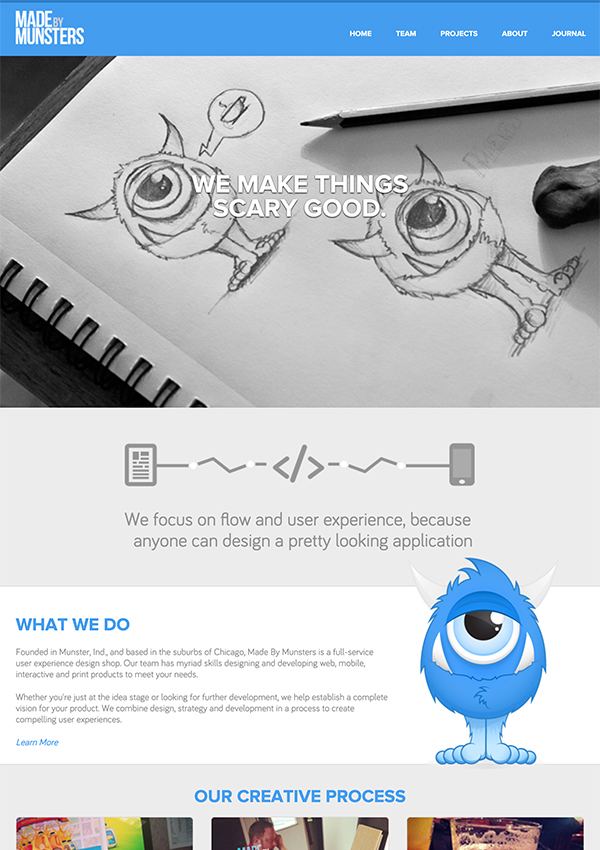 MADE BY
MUNSTERS
HOME TEAM PROJECTS ABOUT JOURNAL
WE MAKE THINGS
SCARY GOOD.
</>
We focus on flow and user experience, because
anyone can design a pretty looking application
WHAT WE DO
Founded in Munster, Ind., and based in the suburbs of Chicago, Made By Munsters is a full-service
user experience design shop. Our team has myriad skills designing and developing web, mobile,
interactive and print products to meet your needs.
Whether you're just at the idea stage or looking for further development, we help establish a complete
vision for your product. We combine design, strategy and development in a process to create
compelling user experiences.
Learn More
OUR CREATIVE PROCESS
MADE